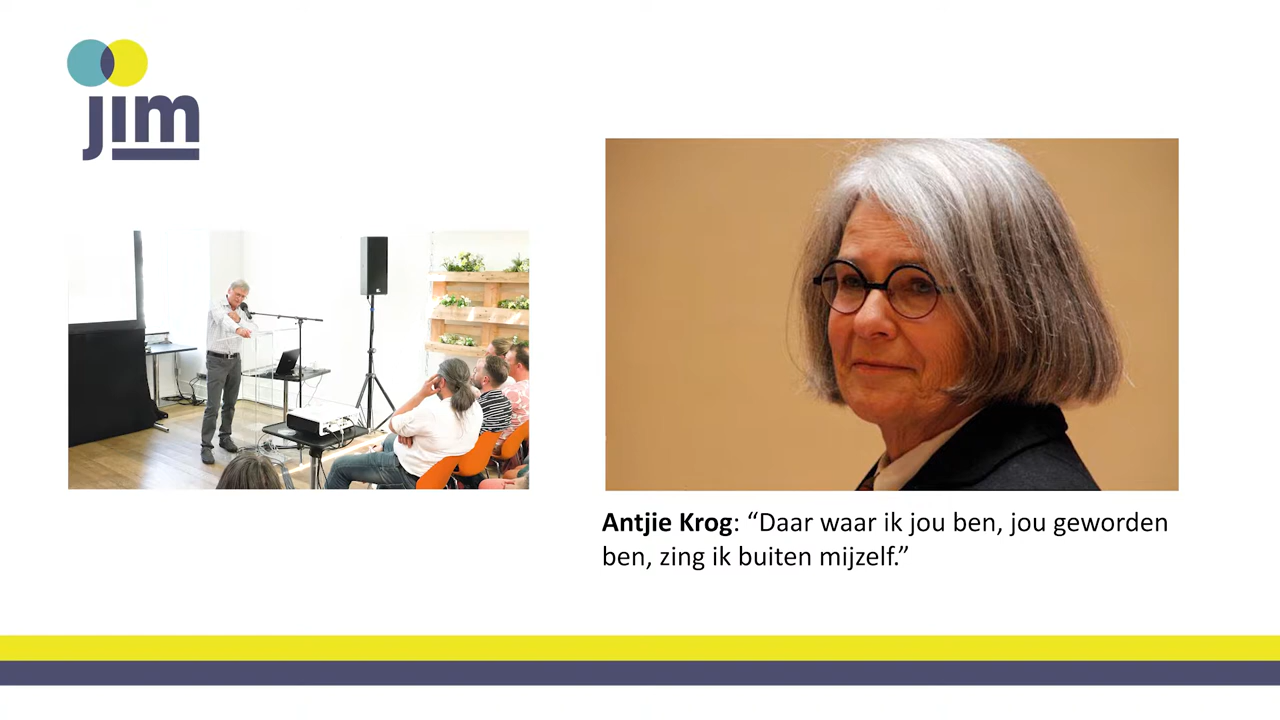 jim
Antjie Krog: “Daar waar ik jou ben, jou geworden
ben, zing ik buiten mijzelf.”